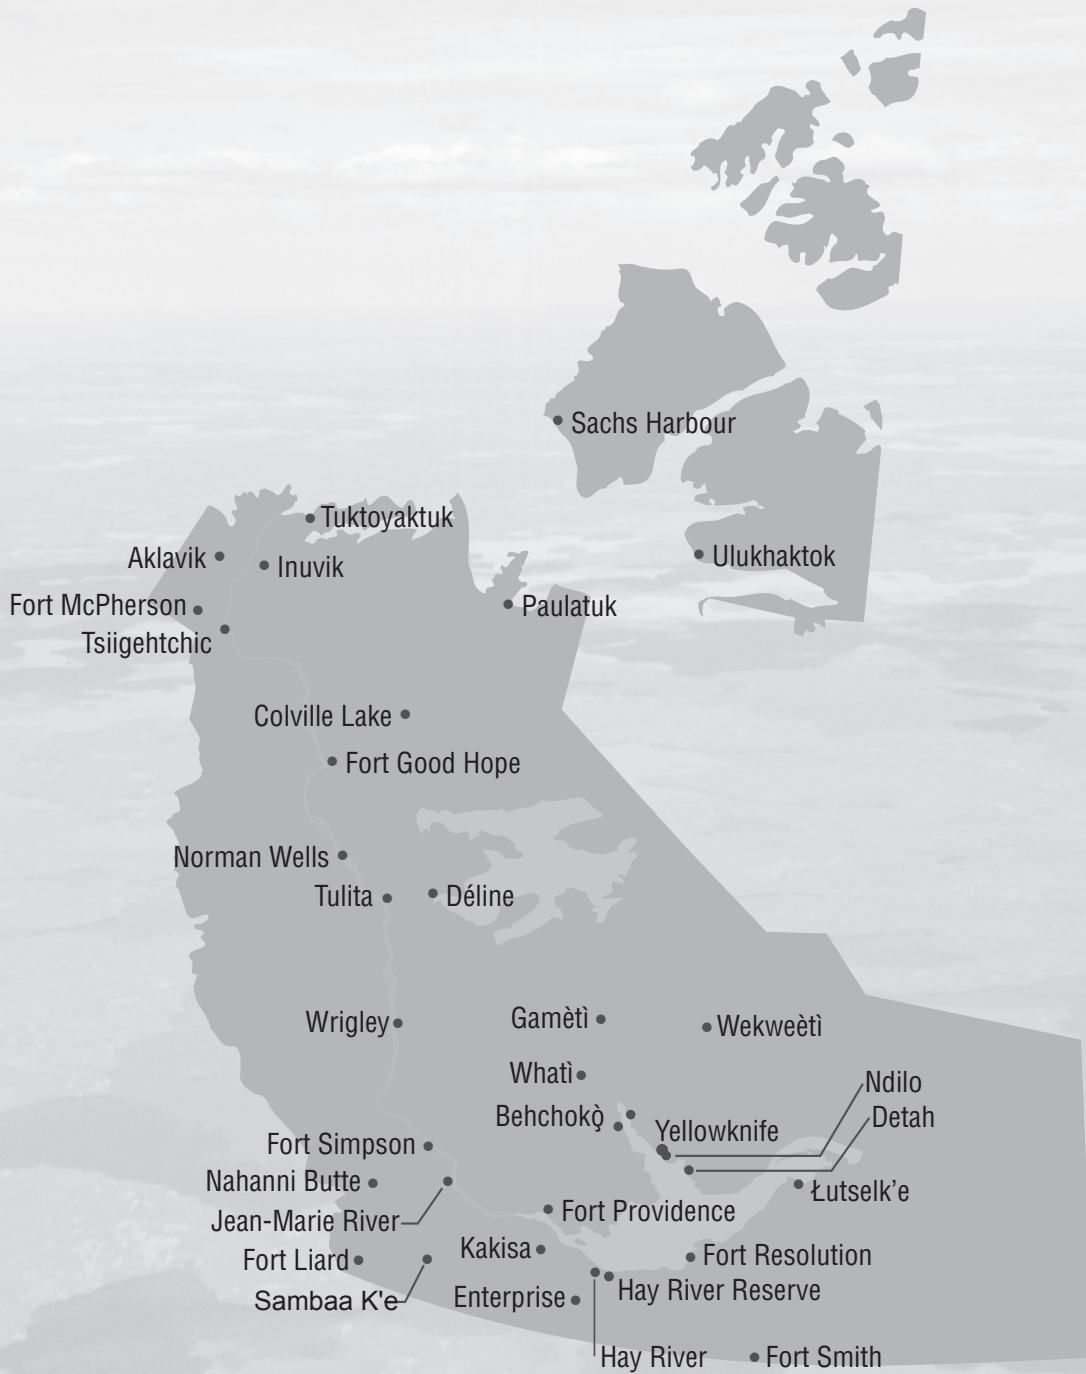 Sachs Harbour
Tuktoyaktuk
Aklavik
Inuvik
Ulukhaktok
Fort McPherson
Paulatuk
Tsiigehtchic
Colville Lake
Fort Good Hope
Norman Wells
Tulita
Déline
Wrigley
Gamètì
Wekweètì
Whatì
Ndilo
Behchokǫ̀
Detah
Yellowknife
Fort Simpson
Nahanni Butte
Łutselk’e
Jean-Marie River
Fort Providence
Kakisa
Fort Resolution
Fort Liard
Hay River Reserve
Sambaa K'e
Enterprise
Hay River
Fort Smith